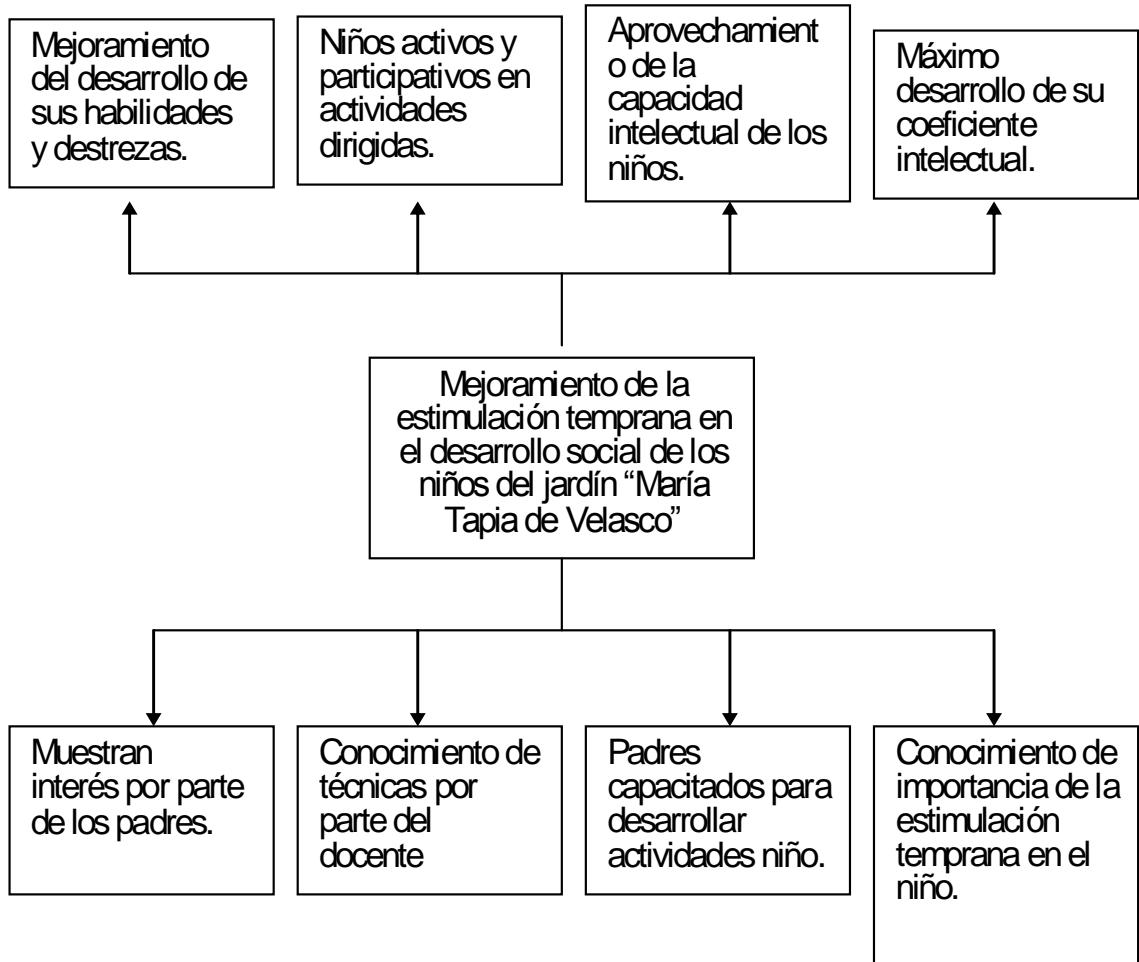 Mejoramiento
del desarrollo de
sus habilidades
y destrezas.
Niños activos y
participativos en
actividades
dirigidas.
Aprovechamient
o de la
capacidad
intelectual de los
niños.
Máximo
desarrollo de su
coeficiente
intelectual.
Mejoramiento de la
estimulación temprana en
el desarrollo social de los
niños del jardín “María
Tapia de Velasco”
Muestran
interés por parte
de los padres.
Conocimiento de
técnicas por
parte del
docente
Padres
capacitados para
desarrollar
actividades niño.
Conocimiento de
importancia de la
estimulación
temprana en el
niño.